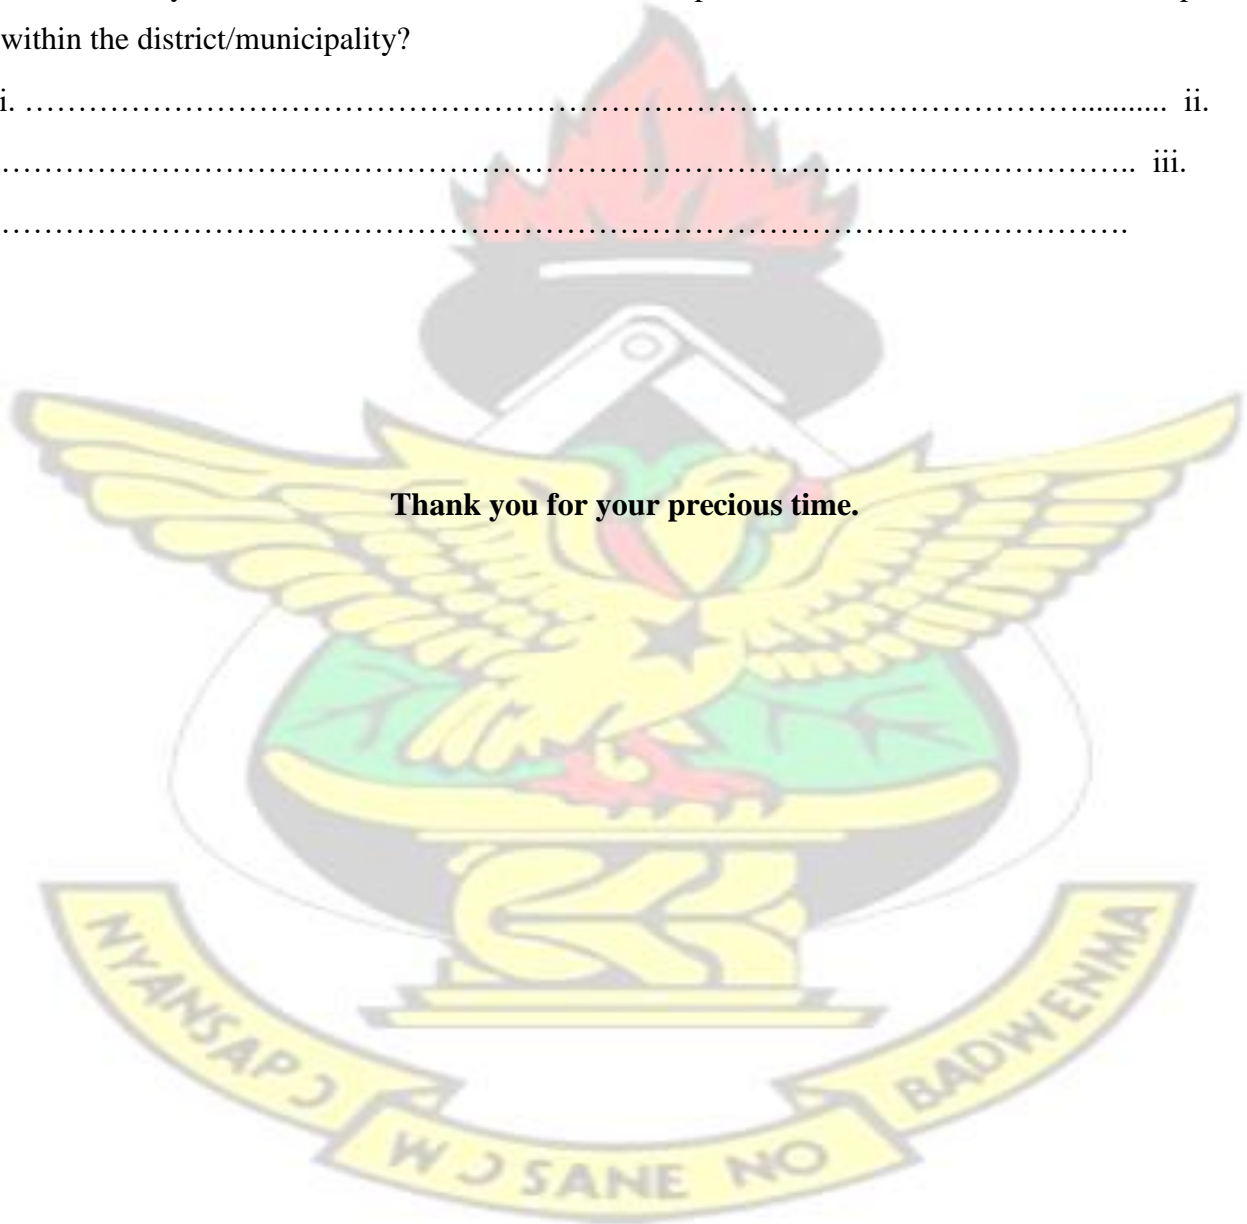 within the district/municipality?
i. ……………………………………………………………………………………........... ii.
……………………………………………………………………………………….. iii.
……………………………………………………………………………………….
Thank you for your precious time.
NYANSAPƆ
WƆ SANE NO
BADWENMA